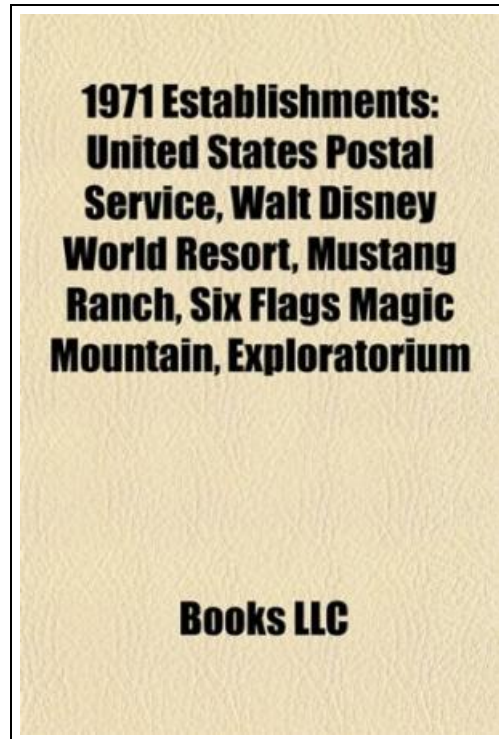 1971 Establishments:
United States Postal
Service, Walt Disney
World Resort, Mustang
Ranch, Six Flags Magic
Mountain, Exploratorium
Books LLC